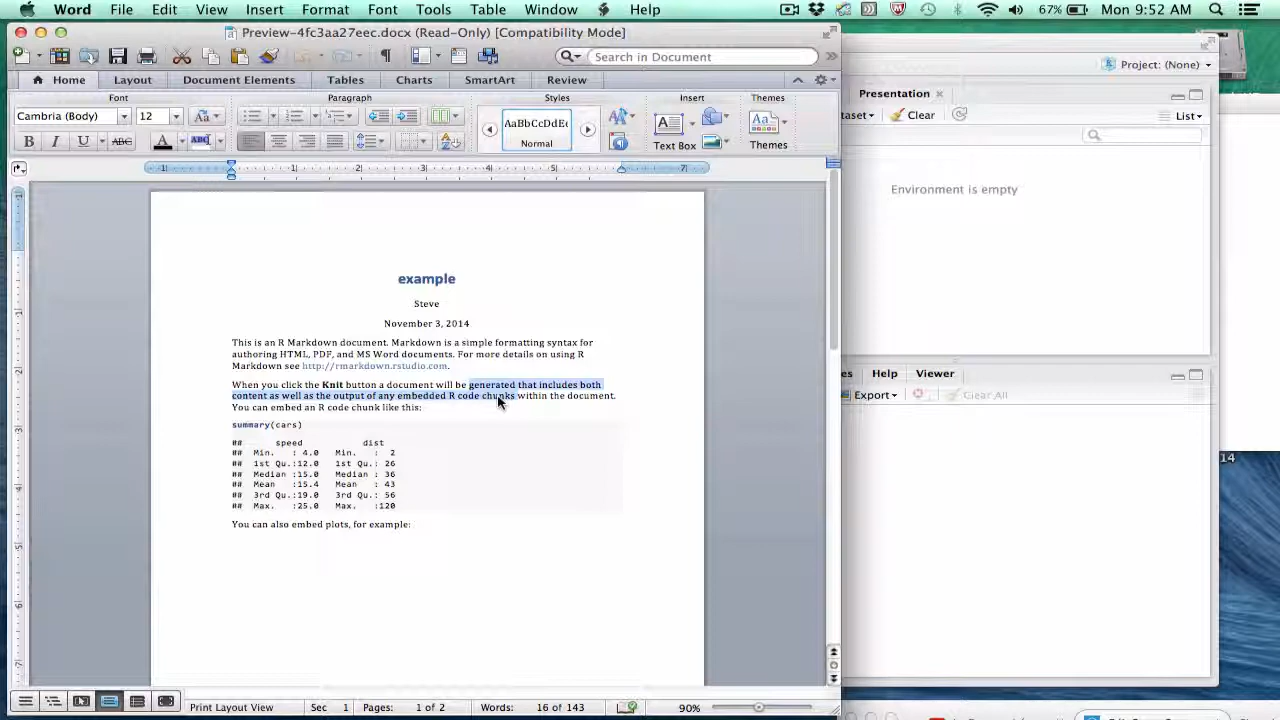 Word File Edit View Insert Format Font Tools Table Window Help 67% Mon 9:52 AM
Preview-4fc3aa27eec.docx (Read-Only) [Compatibility Mode]
Search in Document
Project: (None)
Home Layout Document Elements Tables Charts SmartArt Review
Presentation
Font Paragraph Styles Insert Themes
Cambria (Body) 12 Aa AaBbCcDdE Normal A Text Box Aa Themes
B I U ABC A ABC
taset Clear List
Environment is empty
example
Steve
November 3, 2014
This is an R Markdown document. Markdown is a simple formatting syntax for
authoring HTML, PDF, and MS Word documents. For more details on using R
Markdown see http://rmarkdown.rstudio.com.
When you click the Knit button a document will be generated that includes both
content as well as the output of any embedded R code chunks within the document.
You can embed an R code chunk like this:
summary(cars)
## speed dist
## Min. : 4.0 Min. : 2
## 1st Qu.:12.0 1st Qu.: 26
## Median :15.0 Median : 36
## Mean :15.4 Mean : 43
## 3rd Qu.:19.0 3rd Qu.: 56
## Max. :25.0 Max. :120
You can also embed plots, for example:
es Help Viewer
Export Clear All
14
Print Layout View Sec 1 Pages: 1 of 2 Words: 16 of 143 90%